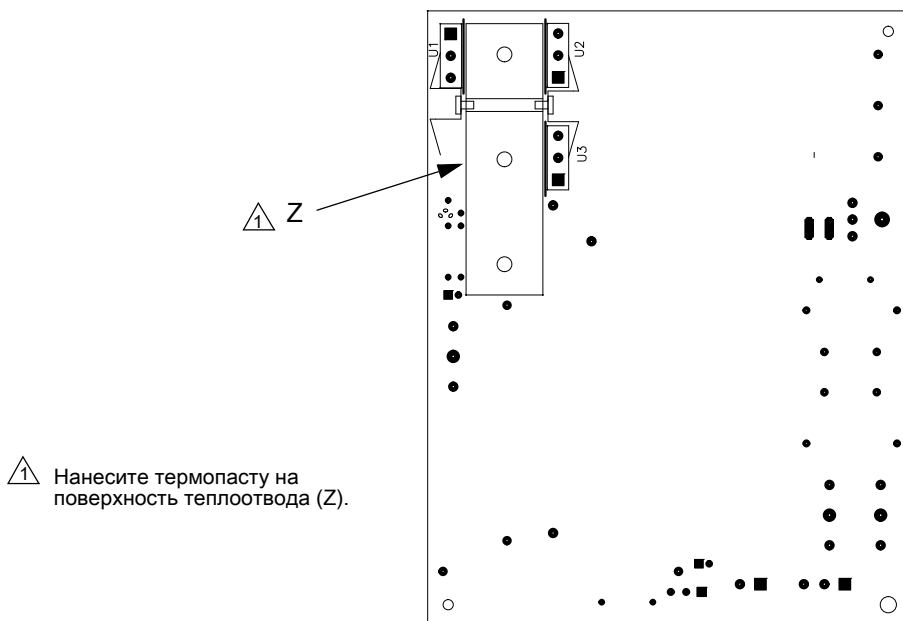 U1
U2
U3
1 Z
1 Нанесите термопасту на
поверхность теплоотвода (Z).